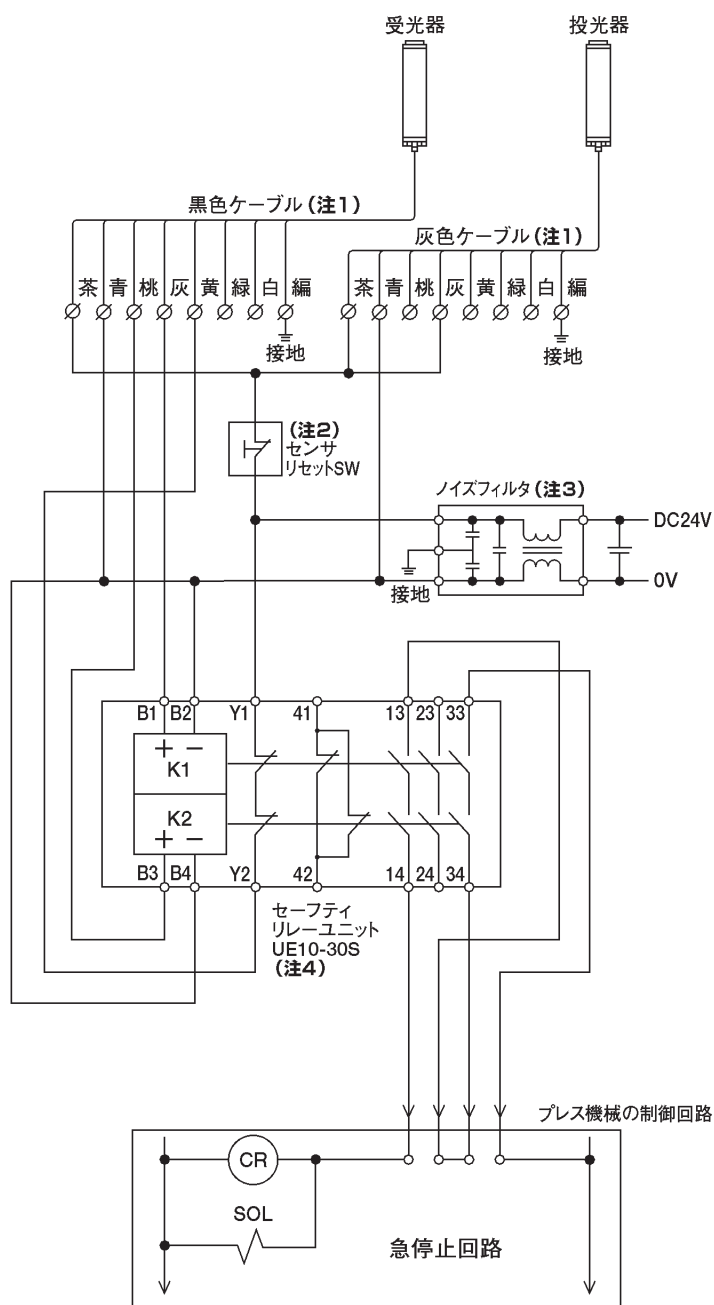 受光器
投光器
黒色ケーブル(注1)
灰色ケーブル(注1)
茶 青 桃 灰 黄 緑 白 編
茶 青 桃 灰 黄 緑 白 編
接地
接地
(注2)
センサ
リセットSW
ノイズフィルタ(注3)
DC24V
0V
接地
B1 B2 Y1 41 13 23 33
+ −
K1
K2
+ −
B3 B4 Y2 42 14 24 34
セーフティ
リレーユニット
UE10-30S
(注4)
プレス機械の制御回路
CR
SOL
急停止回路